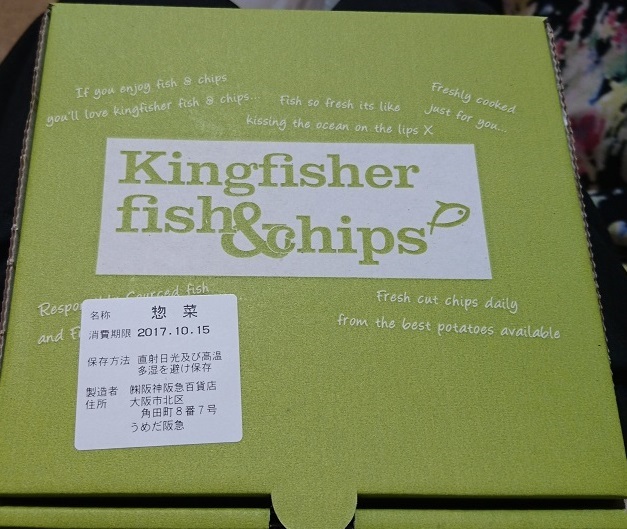 If you enjoy fish & chips
you'll love kingfisher fish & chips...
Fish so fresh its like
kissing the ocean on the lips X
Freshly cooked
just for you...
Kingfisher
fish&chips
fish
and
Fresh cut chips daily
from the best potatoes available
名称 惣菜
消費期限 2017.10.15
保存方法 直射日光及び高温
多湿を避け保存
製造者 ㈱阪神阪急百貨店
住所 大阪市北区
角田町8番7号
うめだ阪急